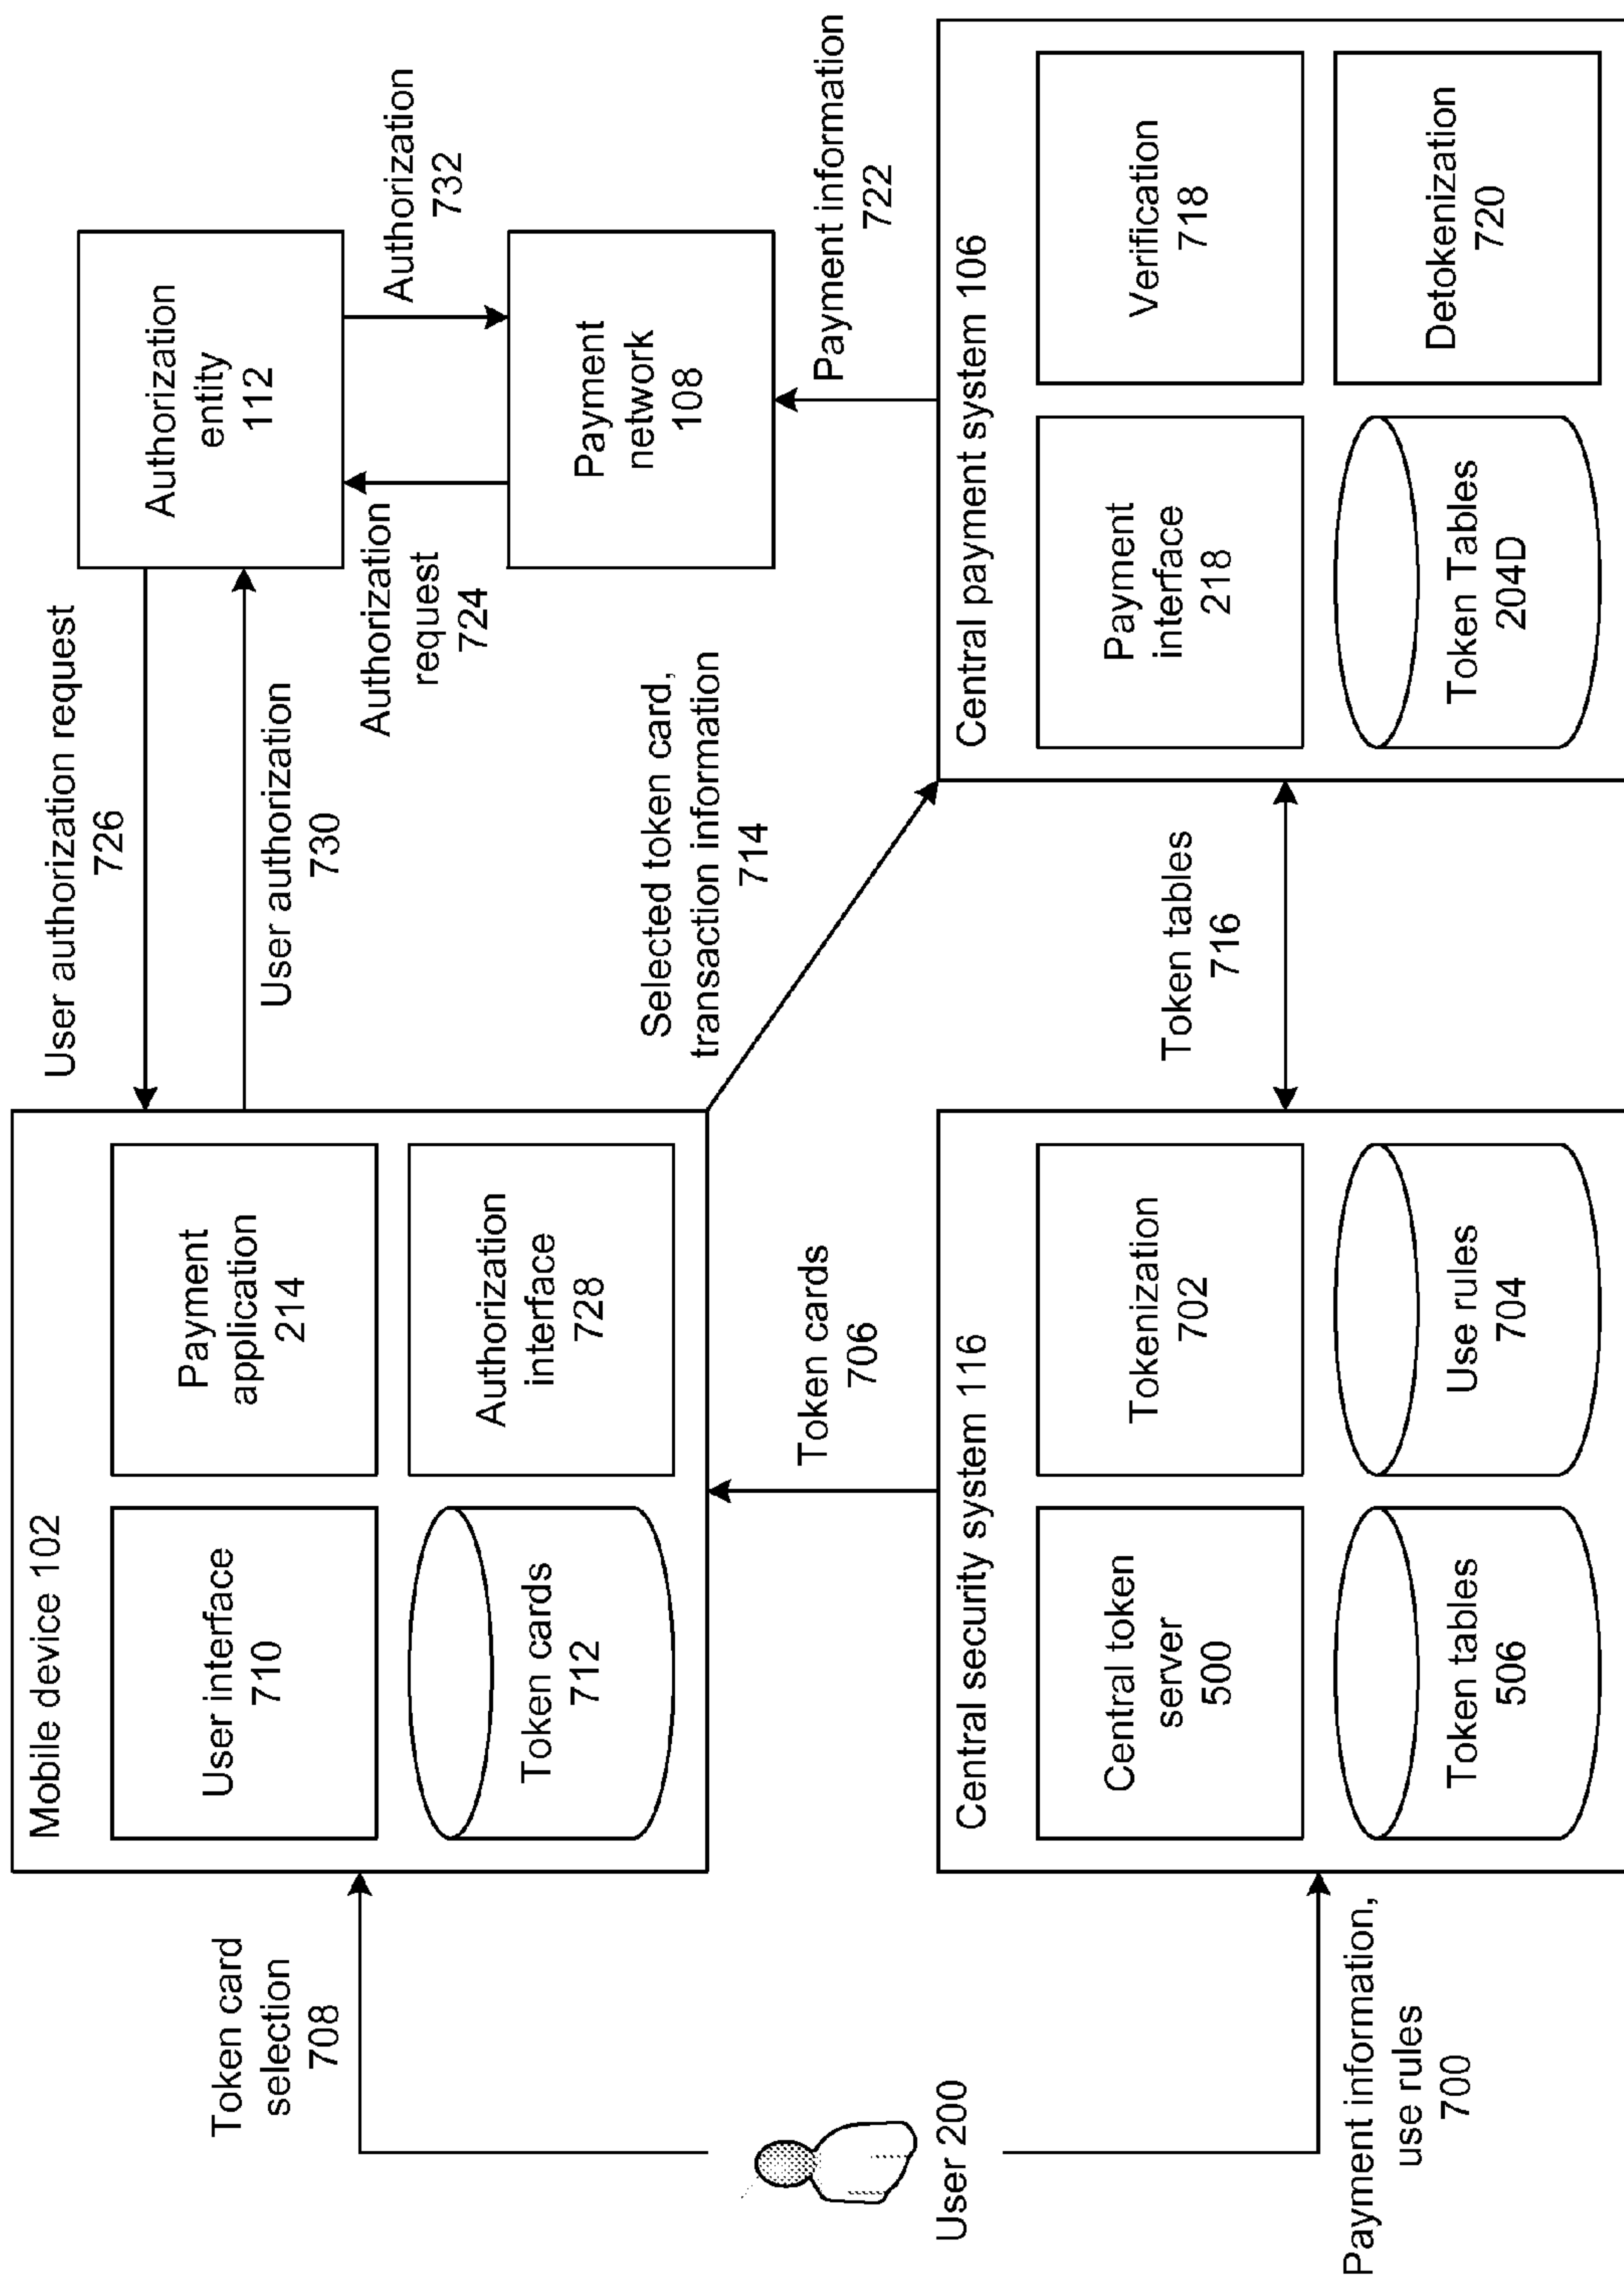 Token card
selection
708
User 200
Payment information,
use rules
700
Mobile device 102
User interface
710
Payment
application
214
Token cards
712
Authorization
interface
728
Token cards
706
Central security system 116
Central token
server
500
Tokenization
702
Token tables
506
Use rules
704
User authorization request
726
User authorization
730
Selected token card,
transaction information
714
Token tables
716
Authorization
entity
112
Authorization
request
724
Authorization
732
Payment
network
108
Payment information
722
Central payment system 106
Payment
interface
218
Verification
718
Token Tables
204D
Detokenization
720